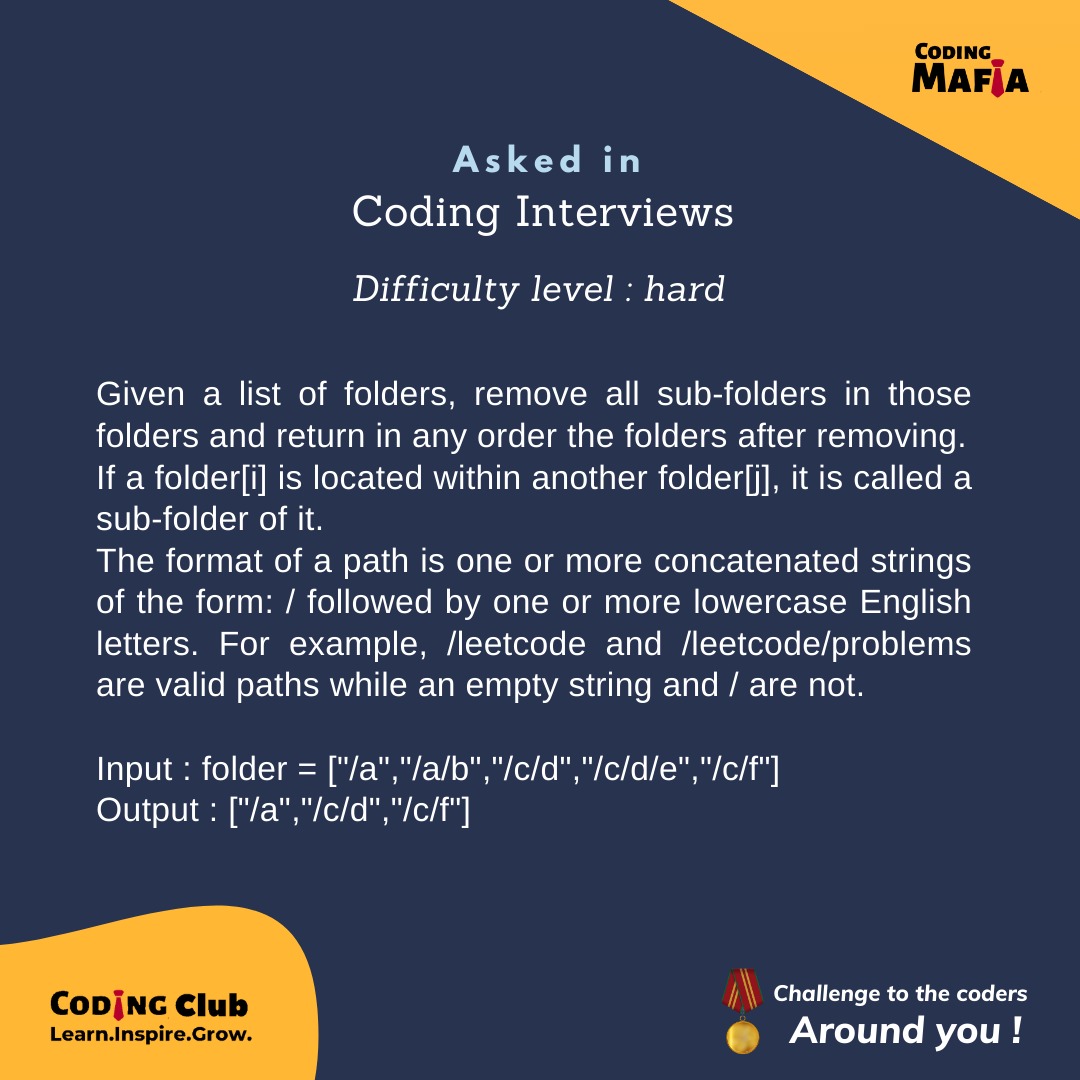 CODING
MAFIA
Asked in
Coding Interviews
Difficulty level : hard
Given a list of folders, remove all sub-folders in those
folders and return in any order the folders after removing.
If a folder[i] is located within another folder[j], it is called a
sub-folder of it.
The format of a path is one or more concatenated strings
of the form: / followed by one or more lowercase English
letters. For example, /leetcode and /leetcode/problems
are valid paths while an empty string and / are not.
Input : folder = ["/a","/a/b","/c/d","/c/d/e","/c/f"]
Output : ["/a","/c/d","/c/f"]
CODING Club
Learn.Inspire.Grow.
Challenge to the coders
Around you !